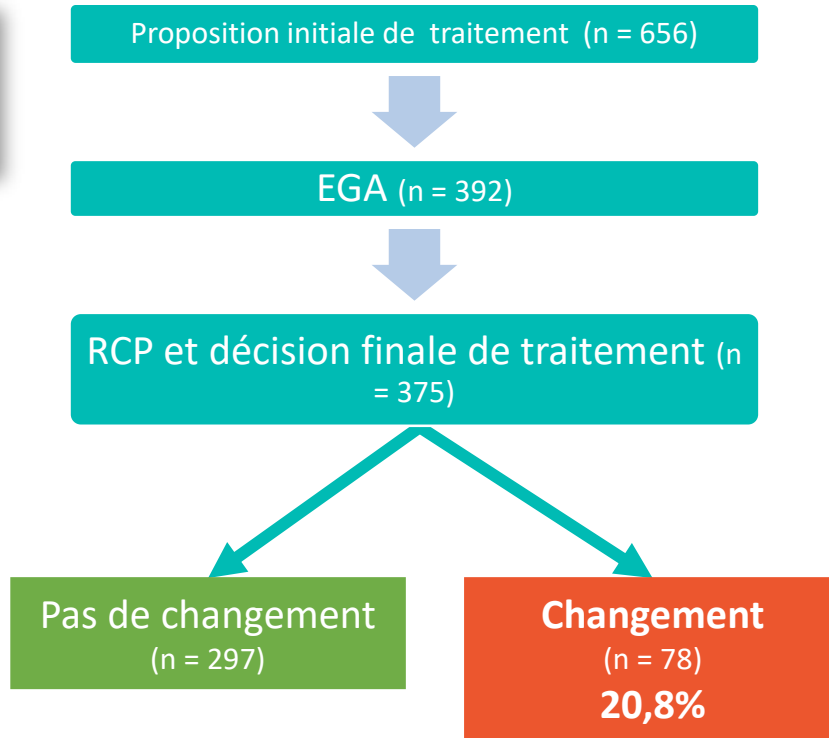 Proposition initiale de traitement (n = 656)
EGA (n = 392)
RCP et décision finale de traitement (n
= 375)
Pas de changement
(n = 297)
Changement
(n = 78)
20,8%